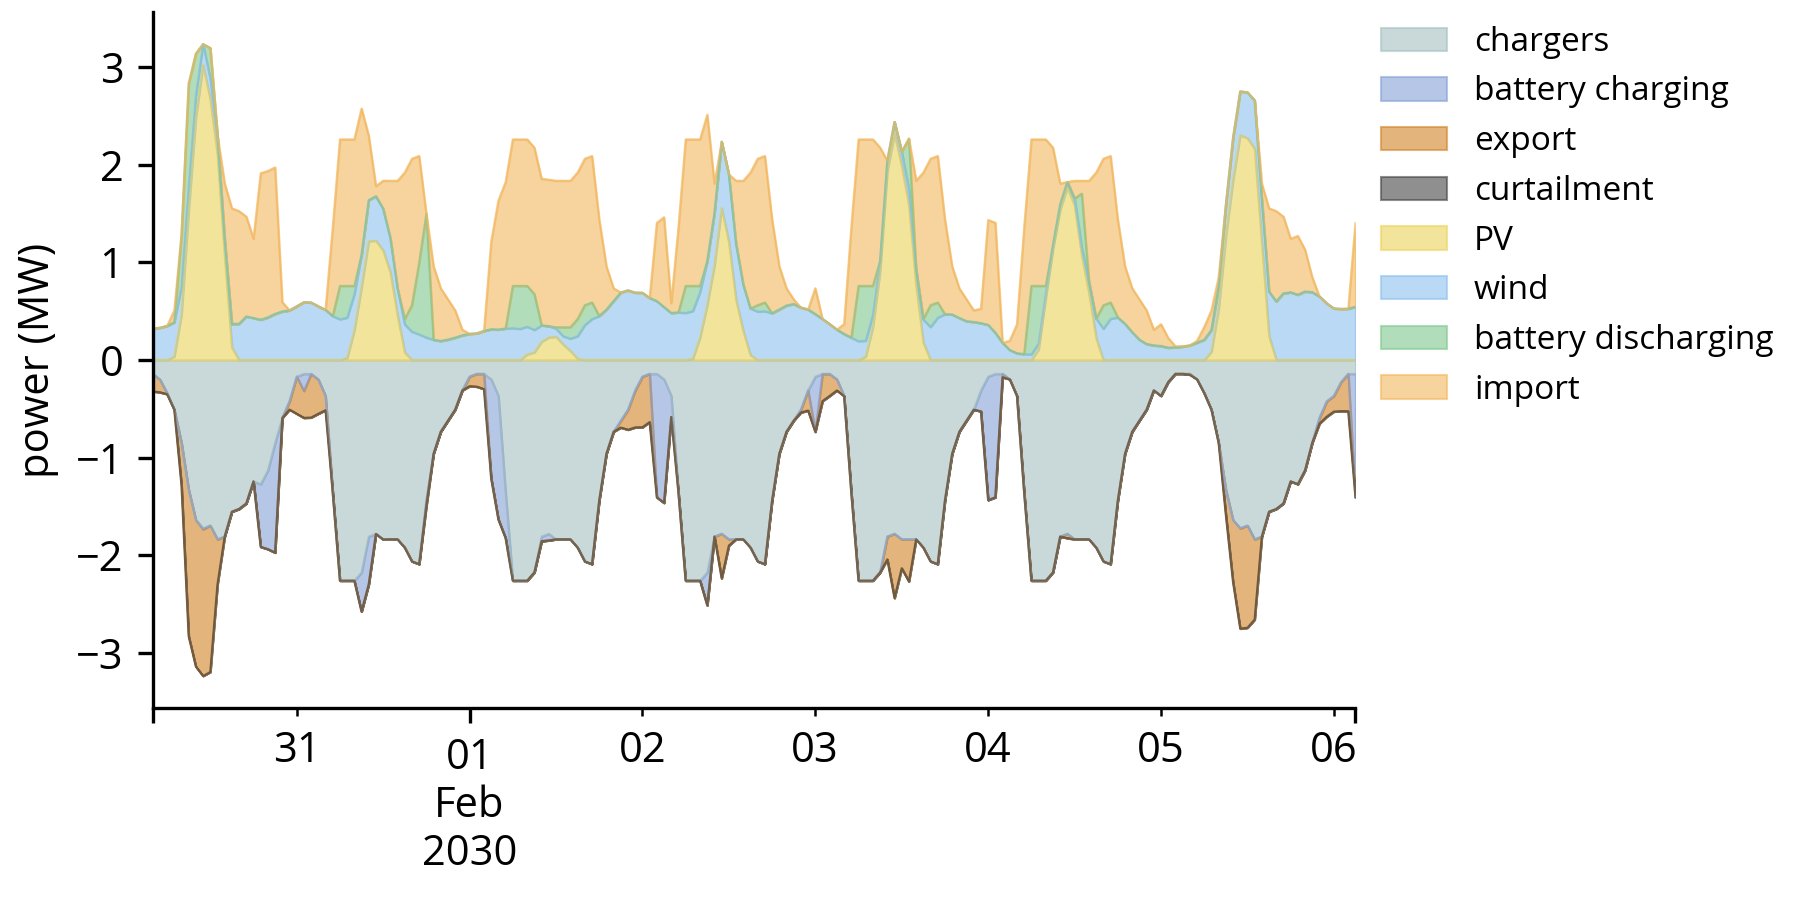 3
2
1
0
−1
−2
−3
power (MW)
31
01
02
03
04
05
06
Feb
2030
chargers
battery charging
export
curtailment
PV
wind
battery discharging
import